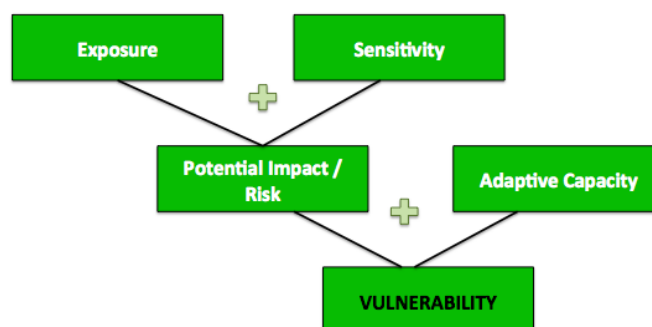 Exposure
Sensitivity
Potential Impact /
Risk
Adaptive Capacity
VULNERABILITY